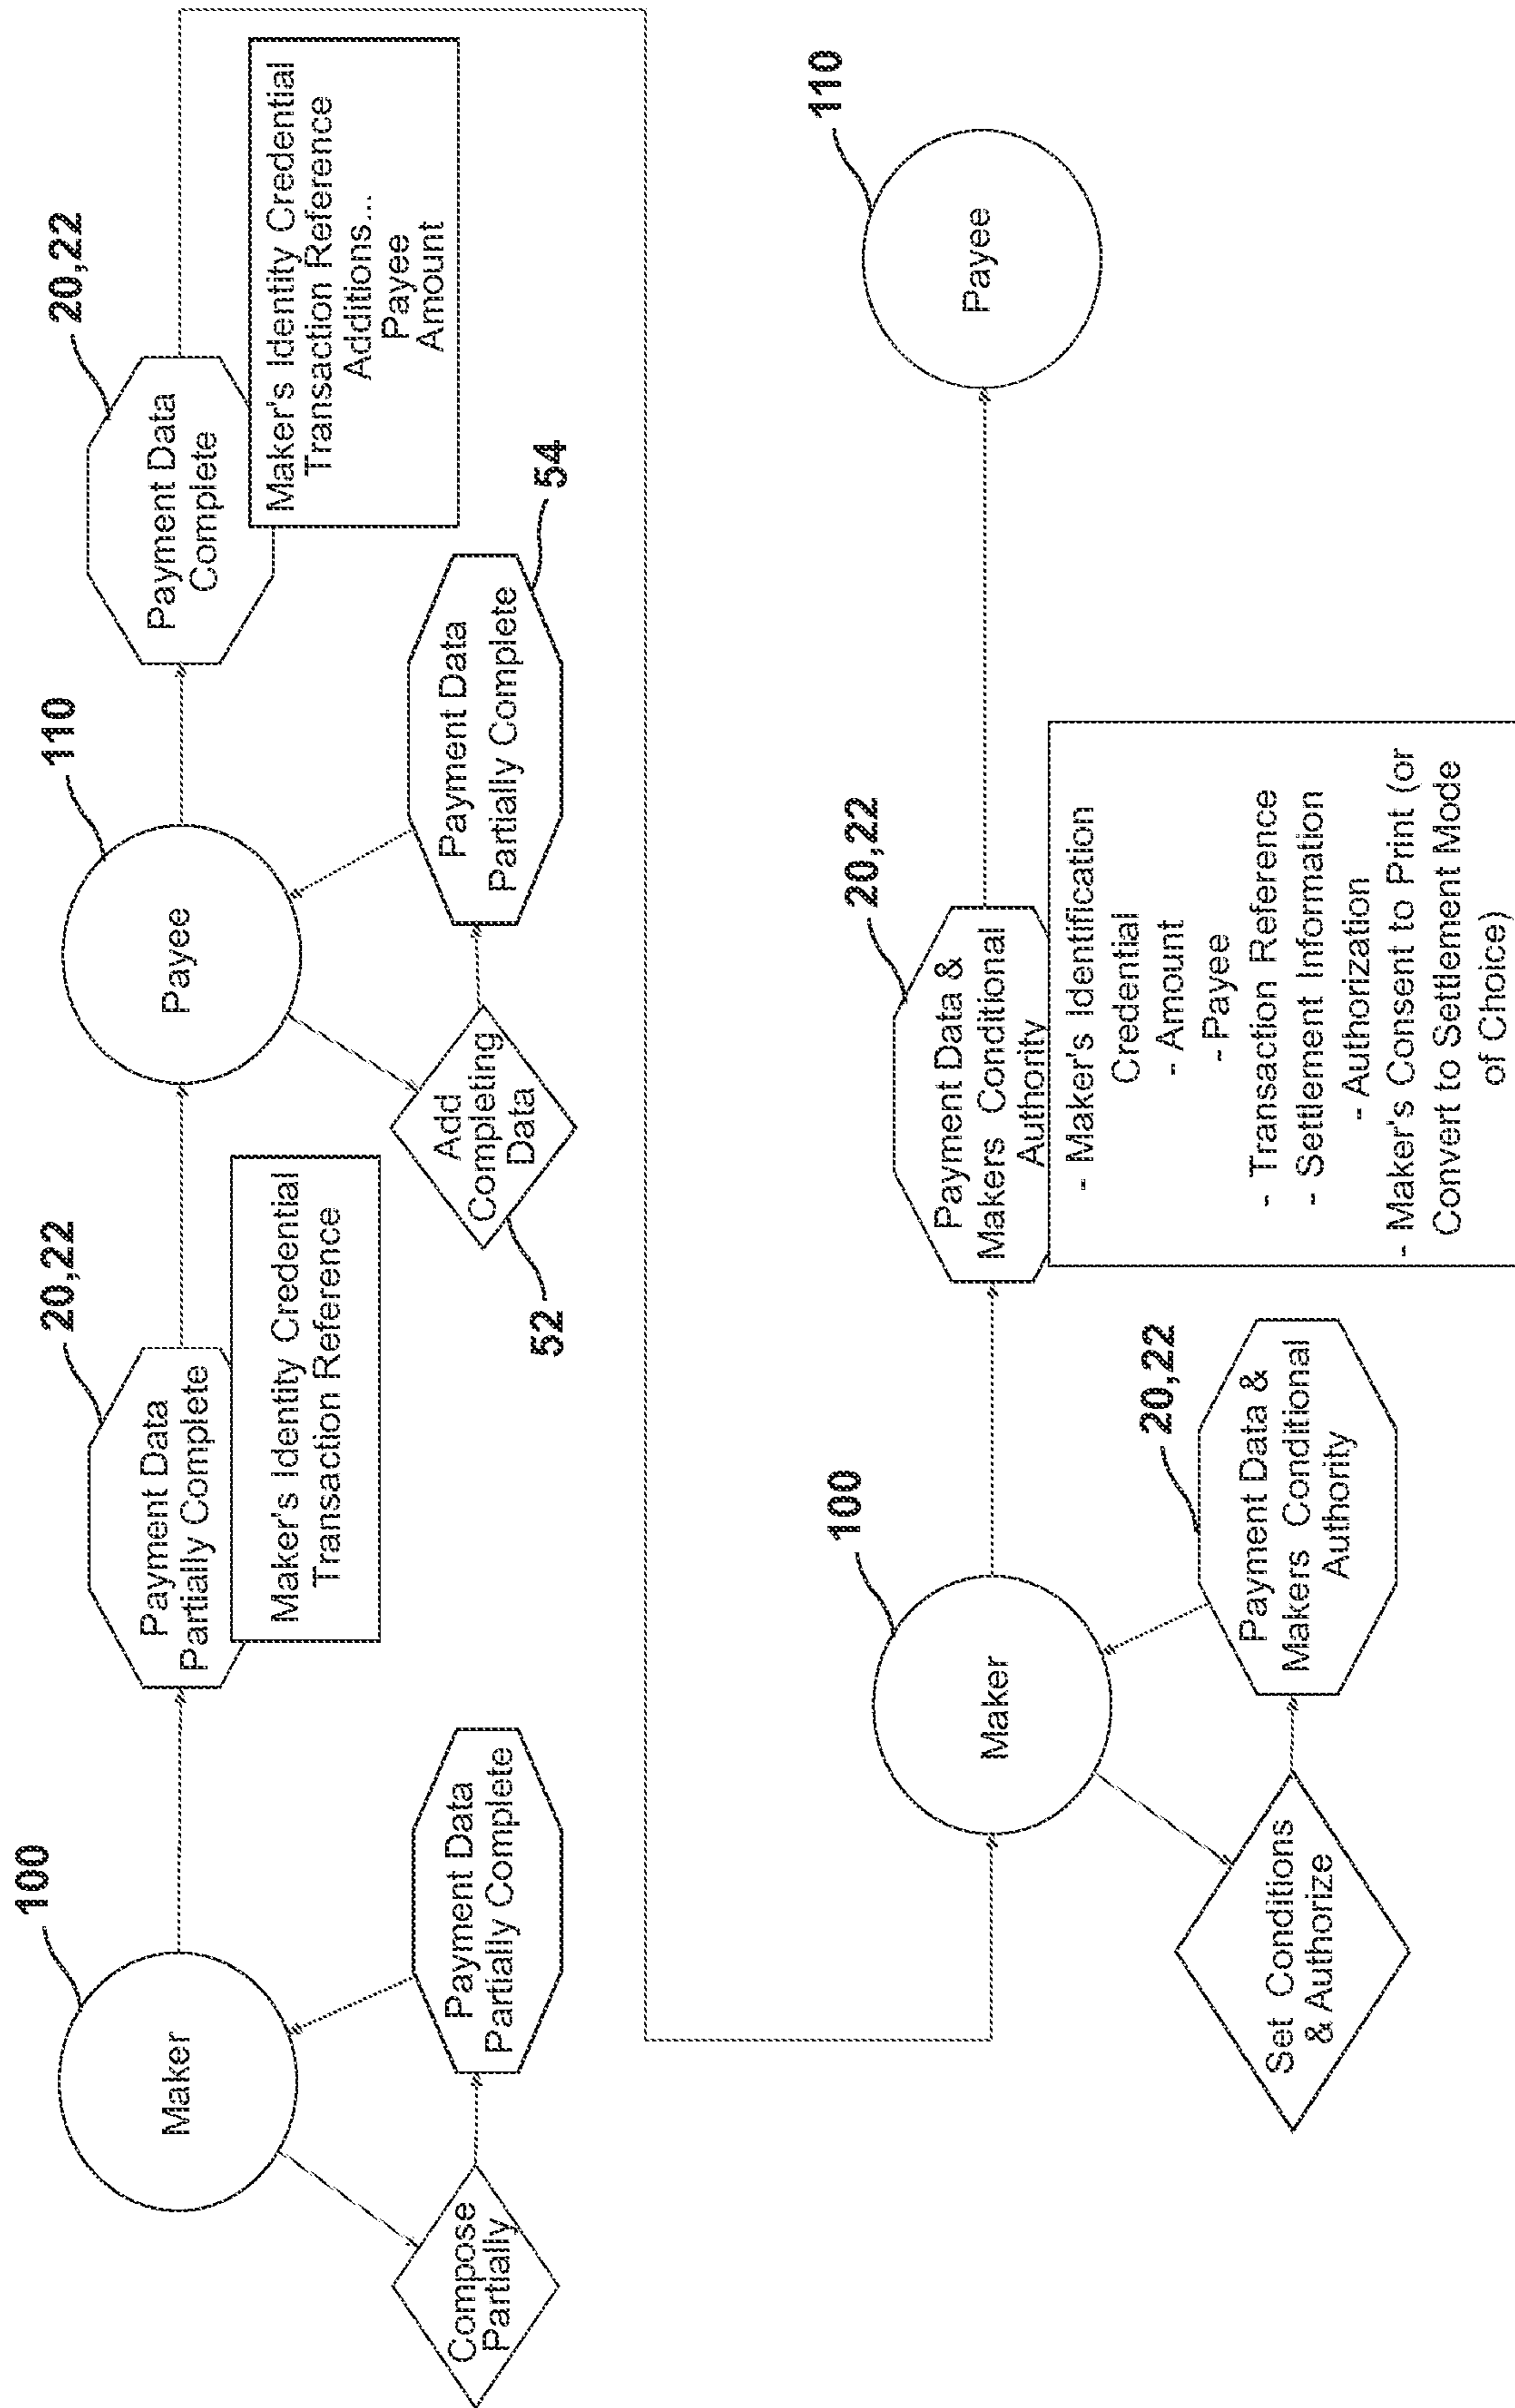 100
Maker
Compose
Partially
Payment Data
Partially Complete
20,22
Payment Data
Partially Complete
Maker's Identity Credential
Transaction Reference
110
Payee
Add
Completing
Data
52
Payment Data
Partially Complete
54
20,22
Payment Data
Complete
Maker's Identity Credential
Transaction Reference
Additions...
Payee
Amount
100
Maker
Set Conditions
& Authorize
20,22
Payment Data &
Makers Conditional
Authority
20,22
Payment Data &
Makers Conditional
Authority
- Maker's Identification
Credential
- Amount
- Payee
- Transaction Reference
- Settlement Information
- Authorization
- Maker's Consent to Print (or
Convert to Settlement Mode
of Choice)
110
Payee